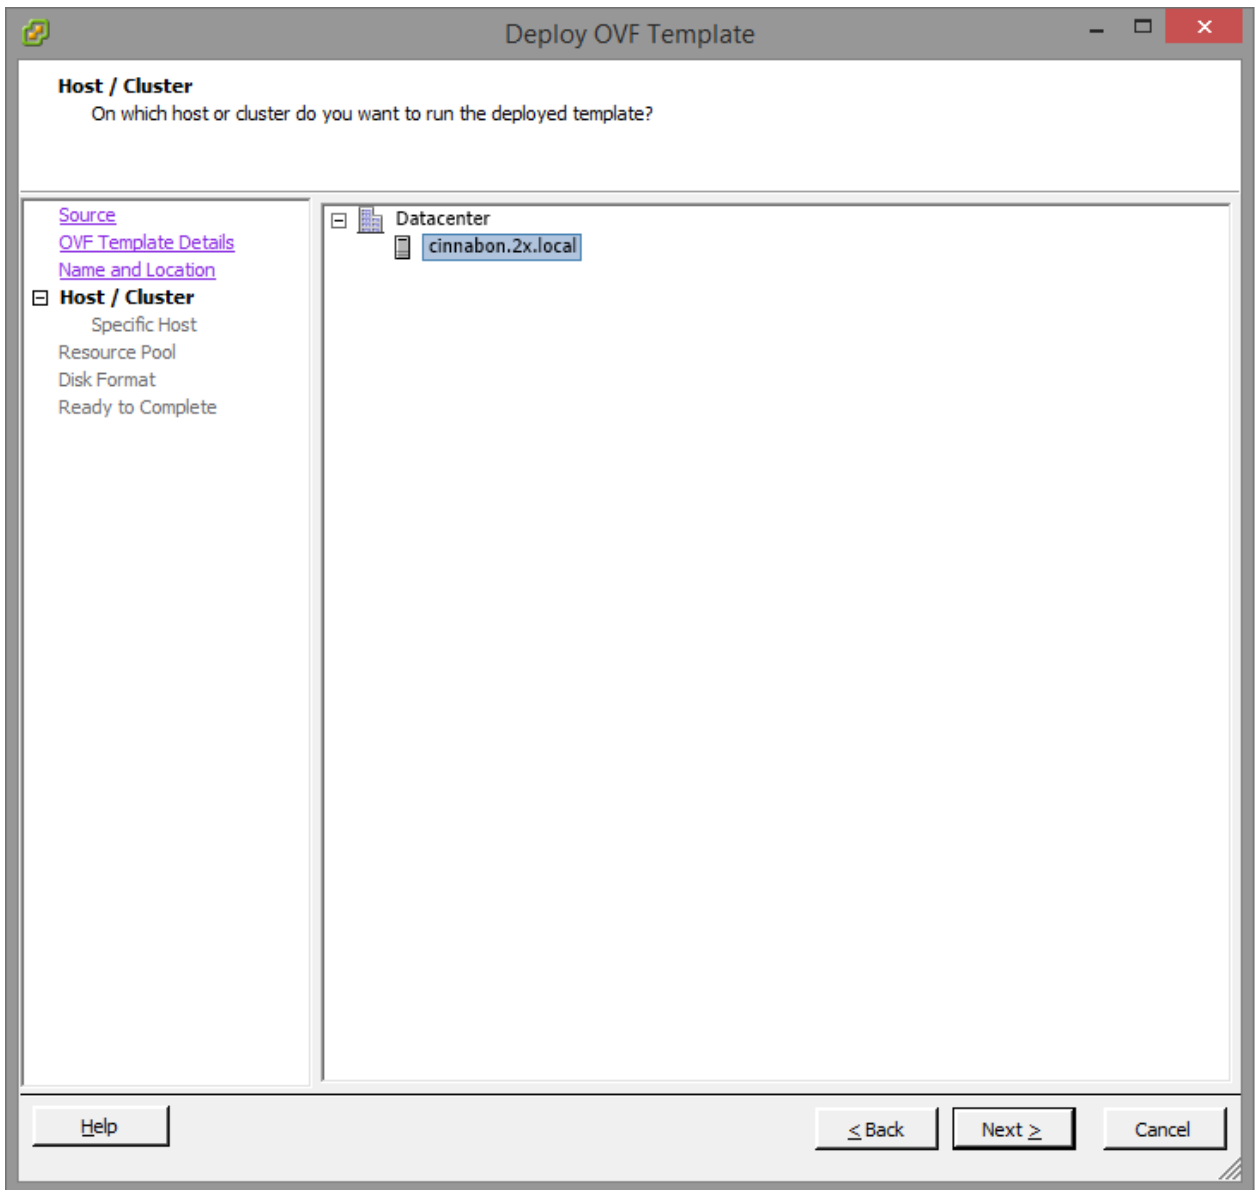 Deploy OVF Template
Host / Cluster
On which host or cluster do you want to run the deployed template?
Source
OVF Template Details
Name and Location
Host / Cluster
Specific Host
Resource Pool
Disk Format
Ready to Complete
Datacenter
cinnabon.2x.local
Help
< Back
Next >
Cancel